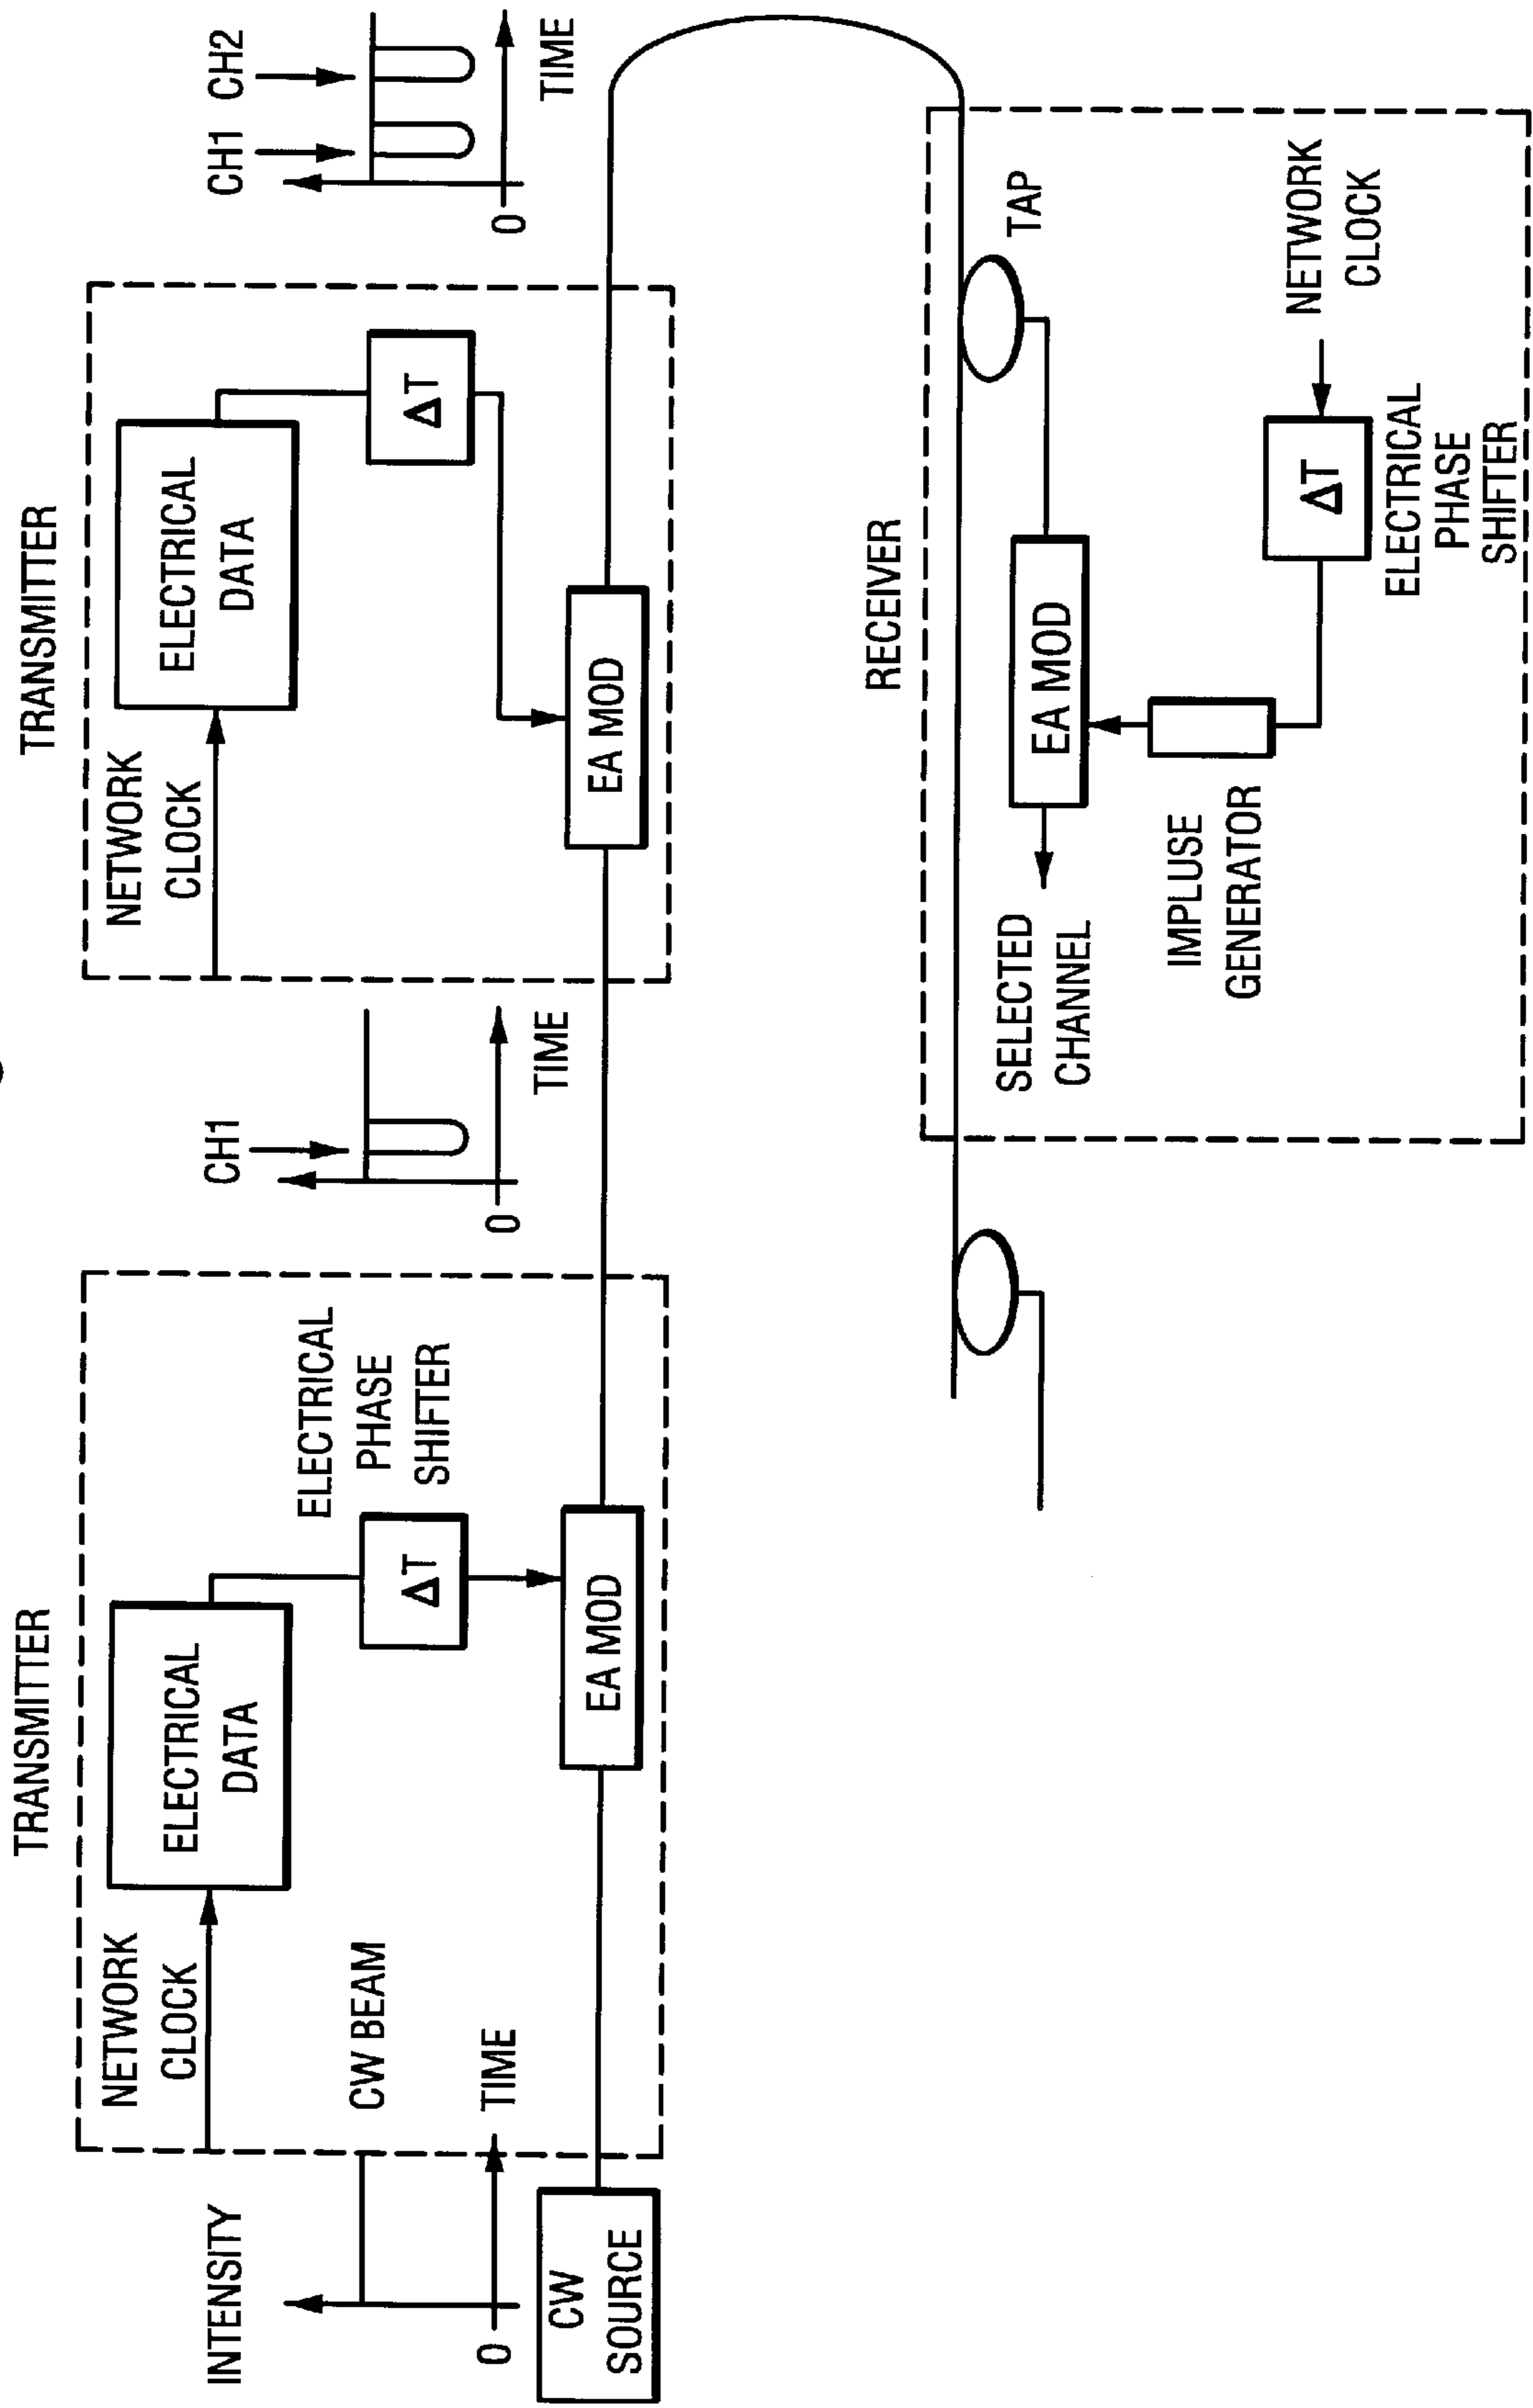 TRANSMITTER
NETWORK
CLOCK
ELECTRICAL
DATA
INTENSITY
CW BEAM
0
TIME
CW
SOURCE
ΔT
ELECTRICAL
PHASE
SHIFTER
EA MOD
CH1
0
TIME
TRANSMITTER
NETWORK
CLOCK
ELECTRICAL
DATA
ΔT
EA MOD
CH1
CH2
0
TIME
RECEIVER
TAP
EA MOD
SELECTED
CHANNEL
IMPLUSE
GENERATOR
ΔT
NETWORK
CLOCK
ELECTRICAL
PHASE
SHIFTER